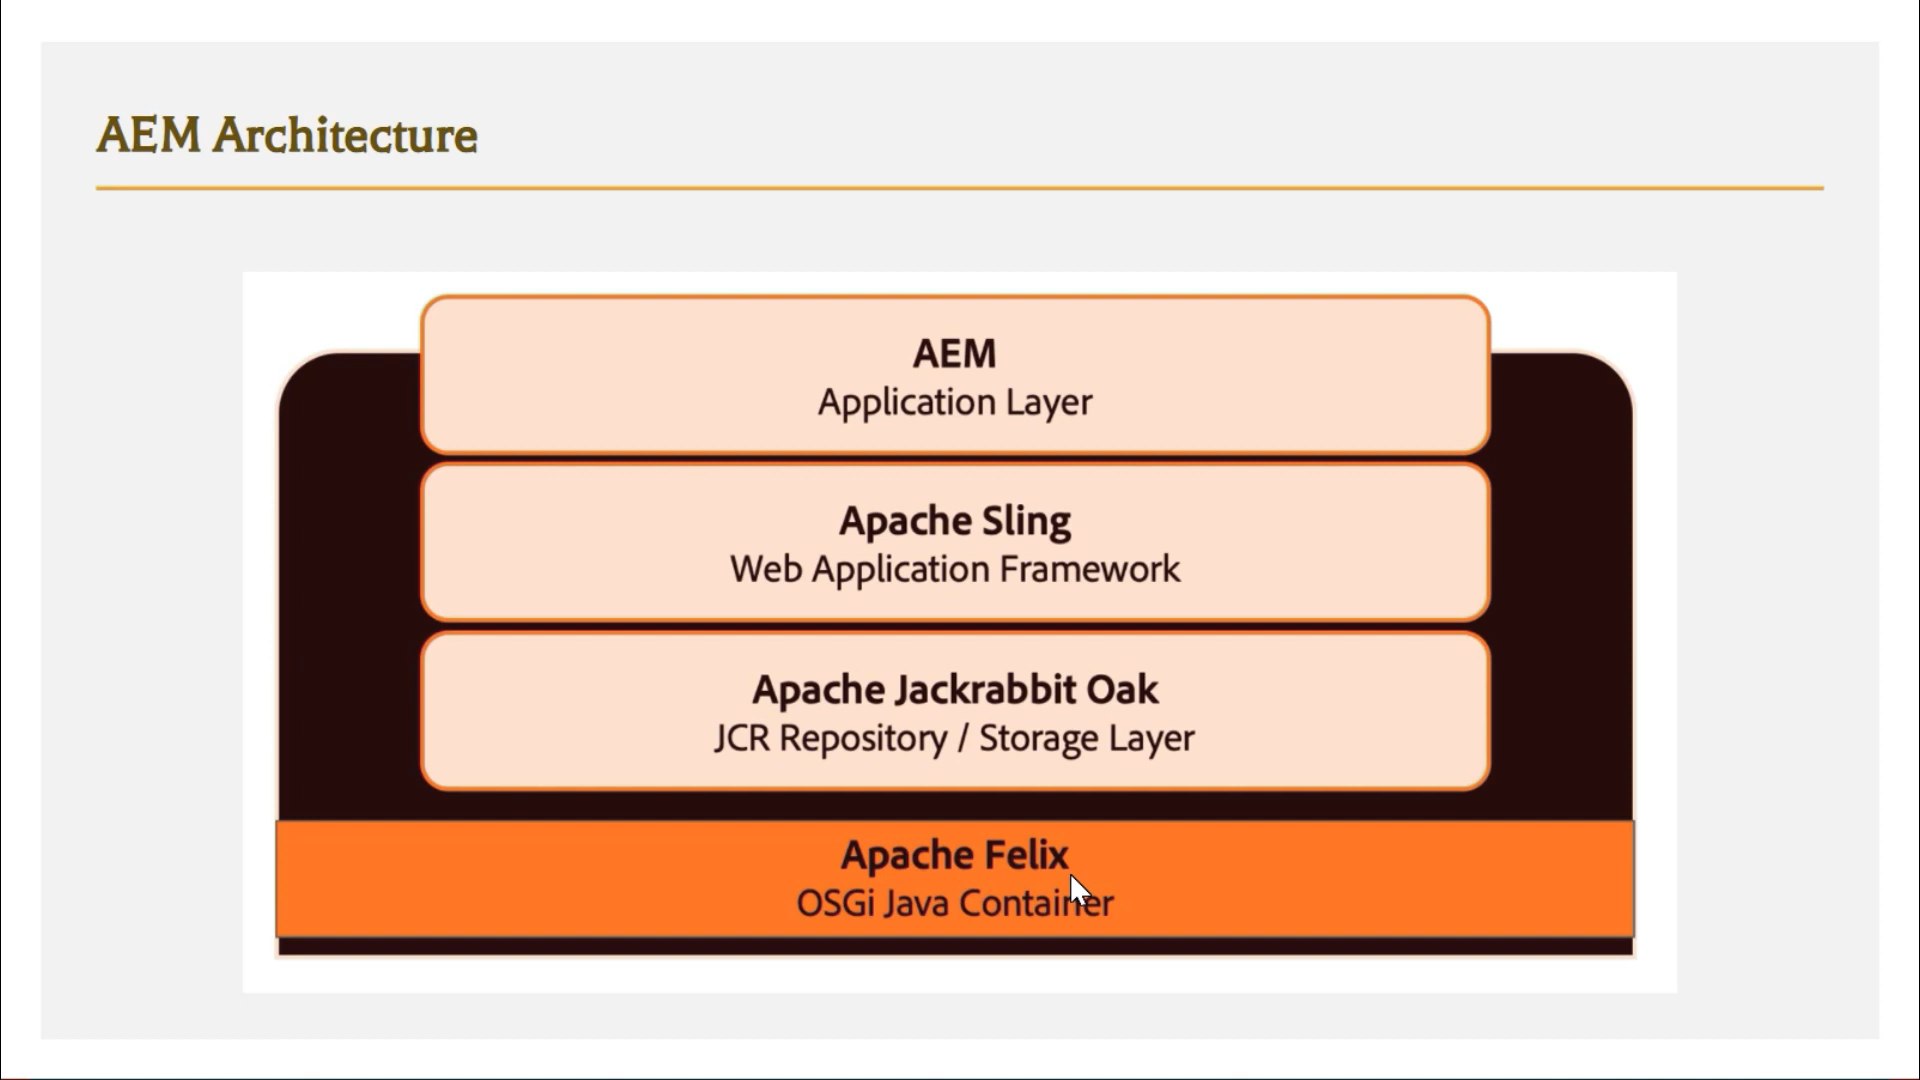 AEM Architecture
AEM
Application Layer
Apache Sling
Web Application Framework
Apache Jackrabbit Oak
JCR Repository / Storage Layer
Apache Felix
OSGi Java Container